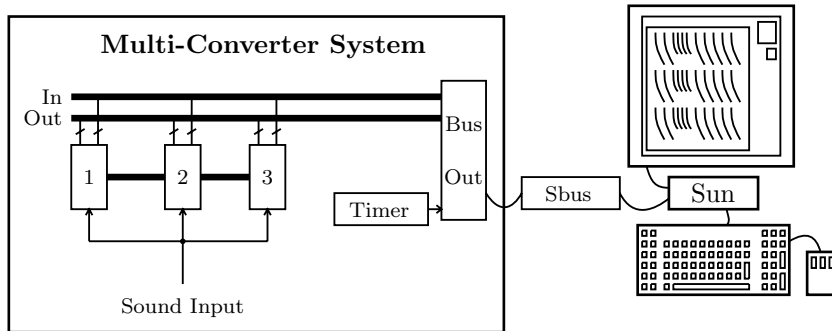 Multi-Converter System
In
Out
Bus
1
2
3
Out
Sbus
Sun
Timer
Sound Input